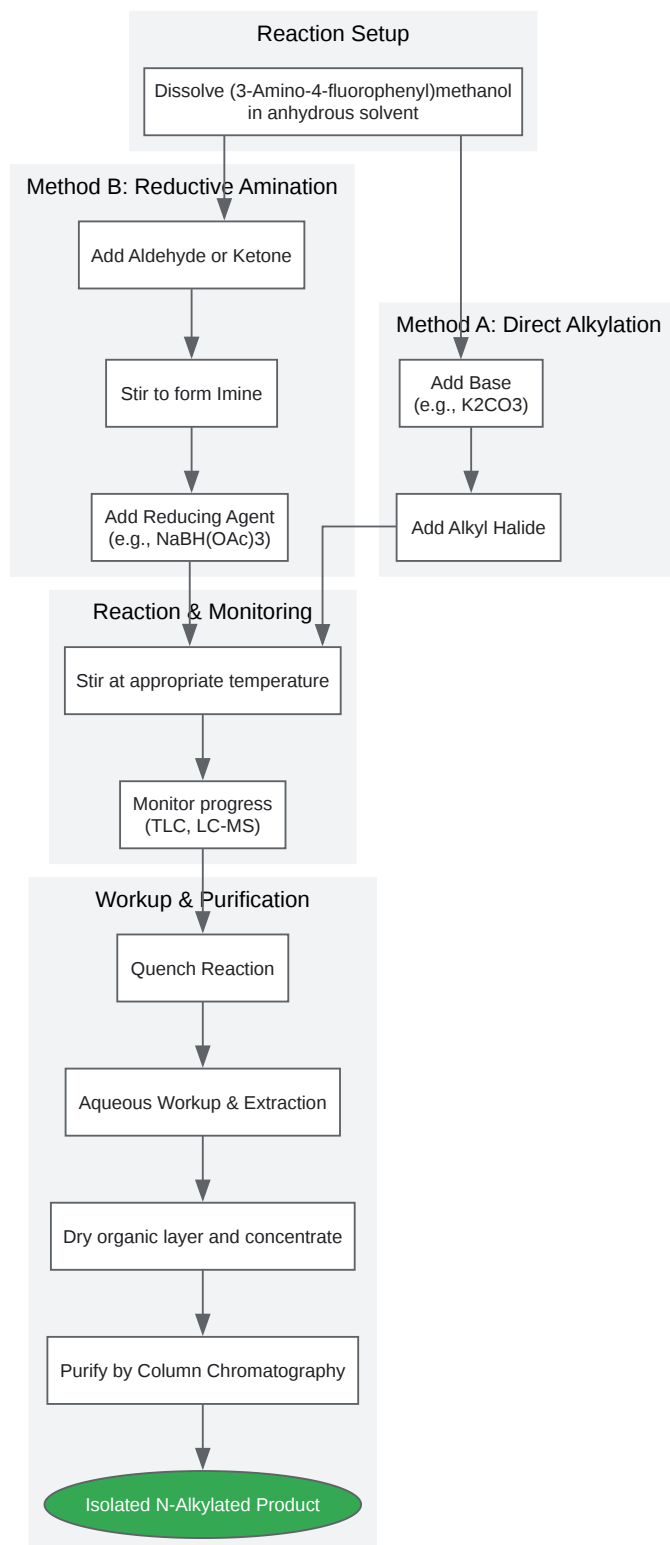 Reaction Setup
Dissolve (3-Amino-4-fluorophenyl)methanol
in anhydrous solvent
Method B: Reductive Amination
Add Aldehyde or Ketone
Stir to form Imine
Add Reducing Agent
(e.g., NaBH(OAc)3)
Method A: Direct Alkylation
Add Base
(e.g., K2CO3)
Add Alkyl Halide
Reaction & Monitoring
Stir at appropriate temperature
Monitor progress
(TLC, LC-MS)
Workup & Purification
Quench Reaction
Aqueous Workup & Extraction
Dry organic layer and concentrate
Purify by Column Chromatography
Isolated N-Alkylated Product